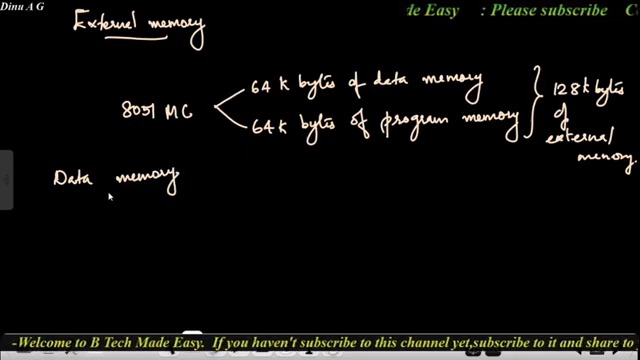 Dinu A G
de Easy : Please subscribe C
External memory
64 k bytes of data memory
8051 MC
64 k bytes of program memory
128 k bytes
of
external
memory.
Data memory
-Welcome to B Tech Made Easy. If you haven't subscribe to this channel yet,subscribe to it and share to